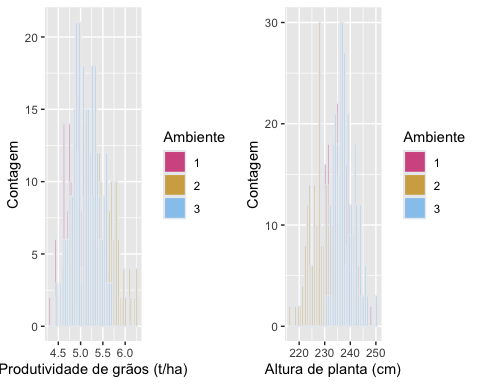 20
15
10
5
0
Contagem
4.5 5.0 5.5 6.0
Produtividade de grãos (t/ha)
Ambiente
1
2
3
30
20
10
0
Contagem
220 230 240 250
Altura de planta (cm)
Ambiente
1
2
3